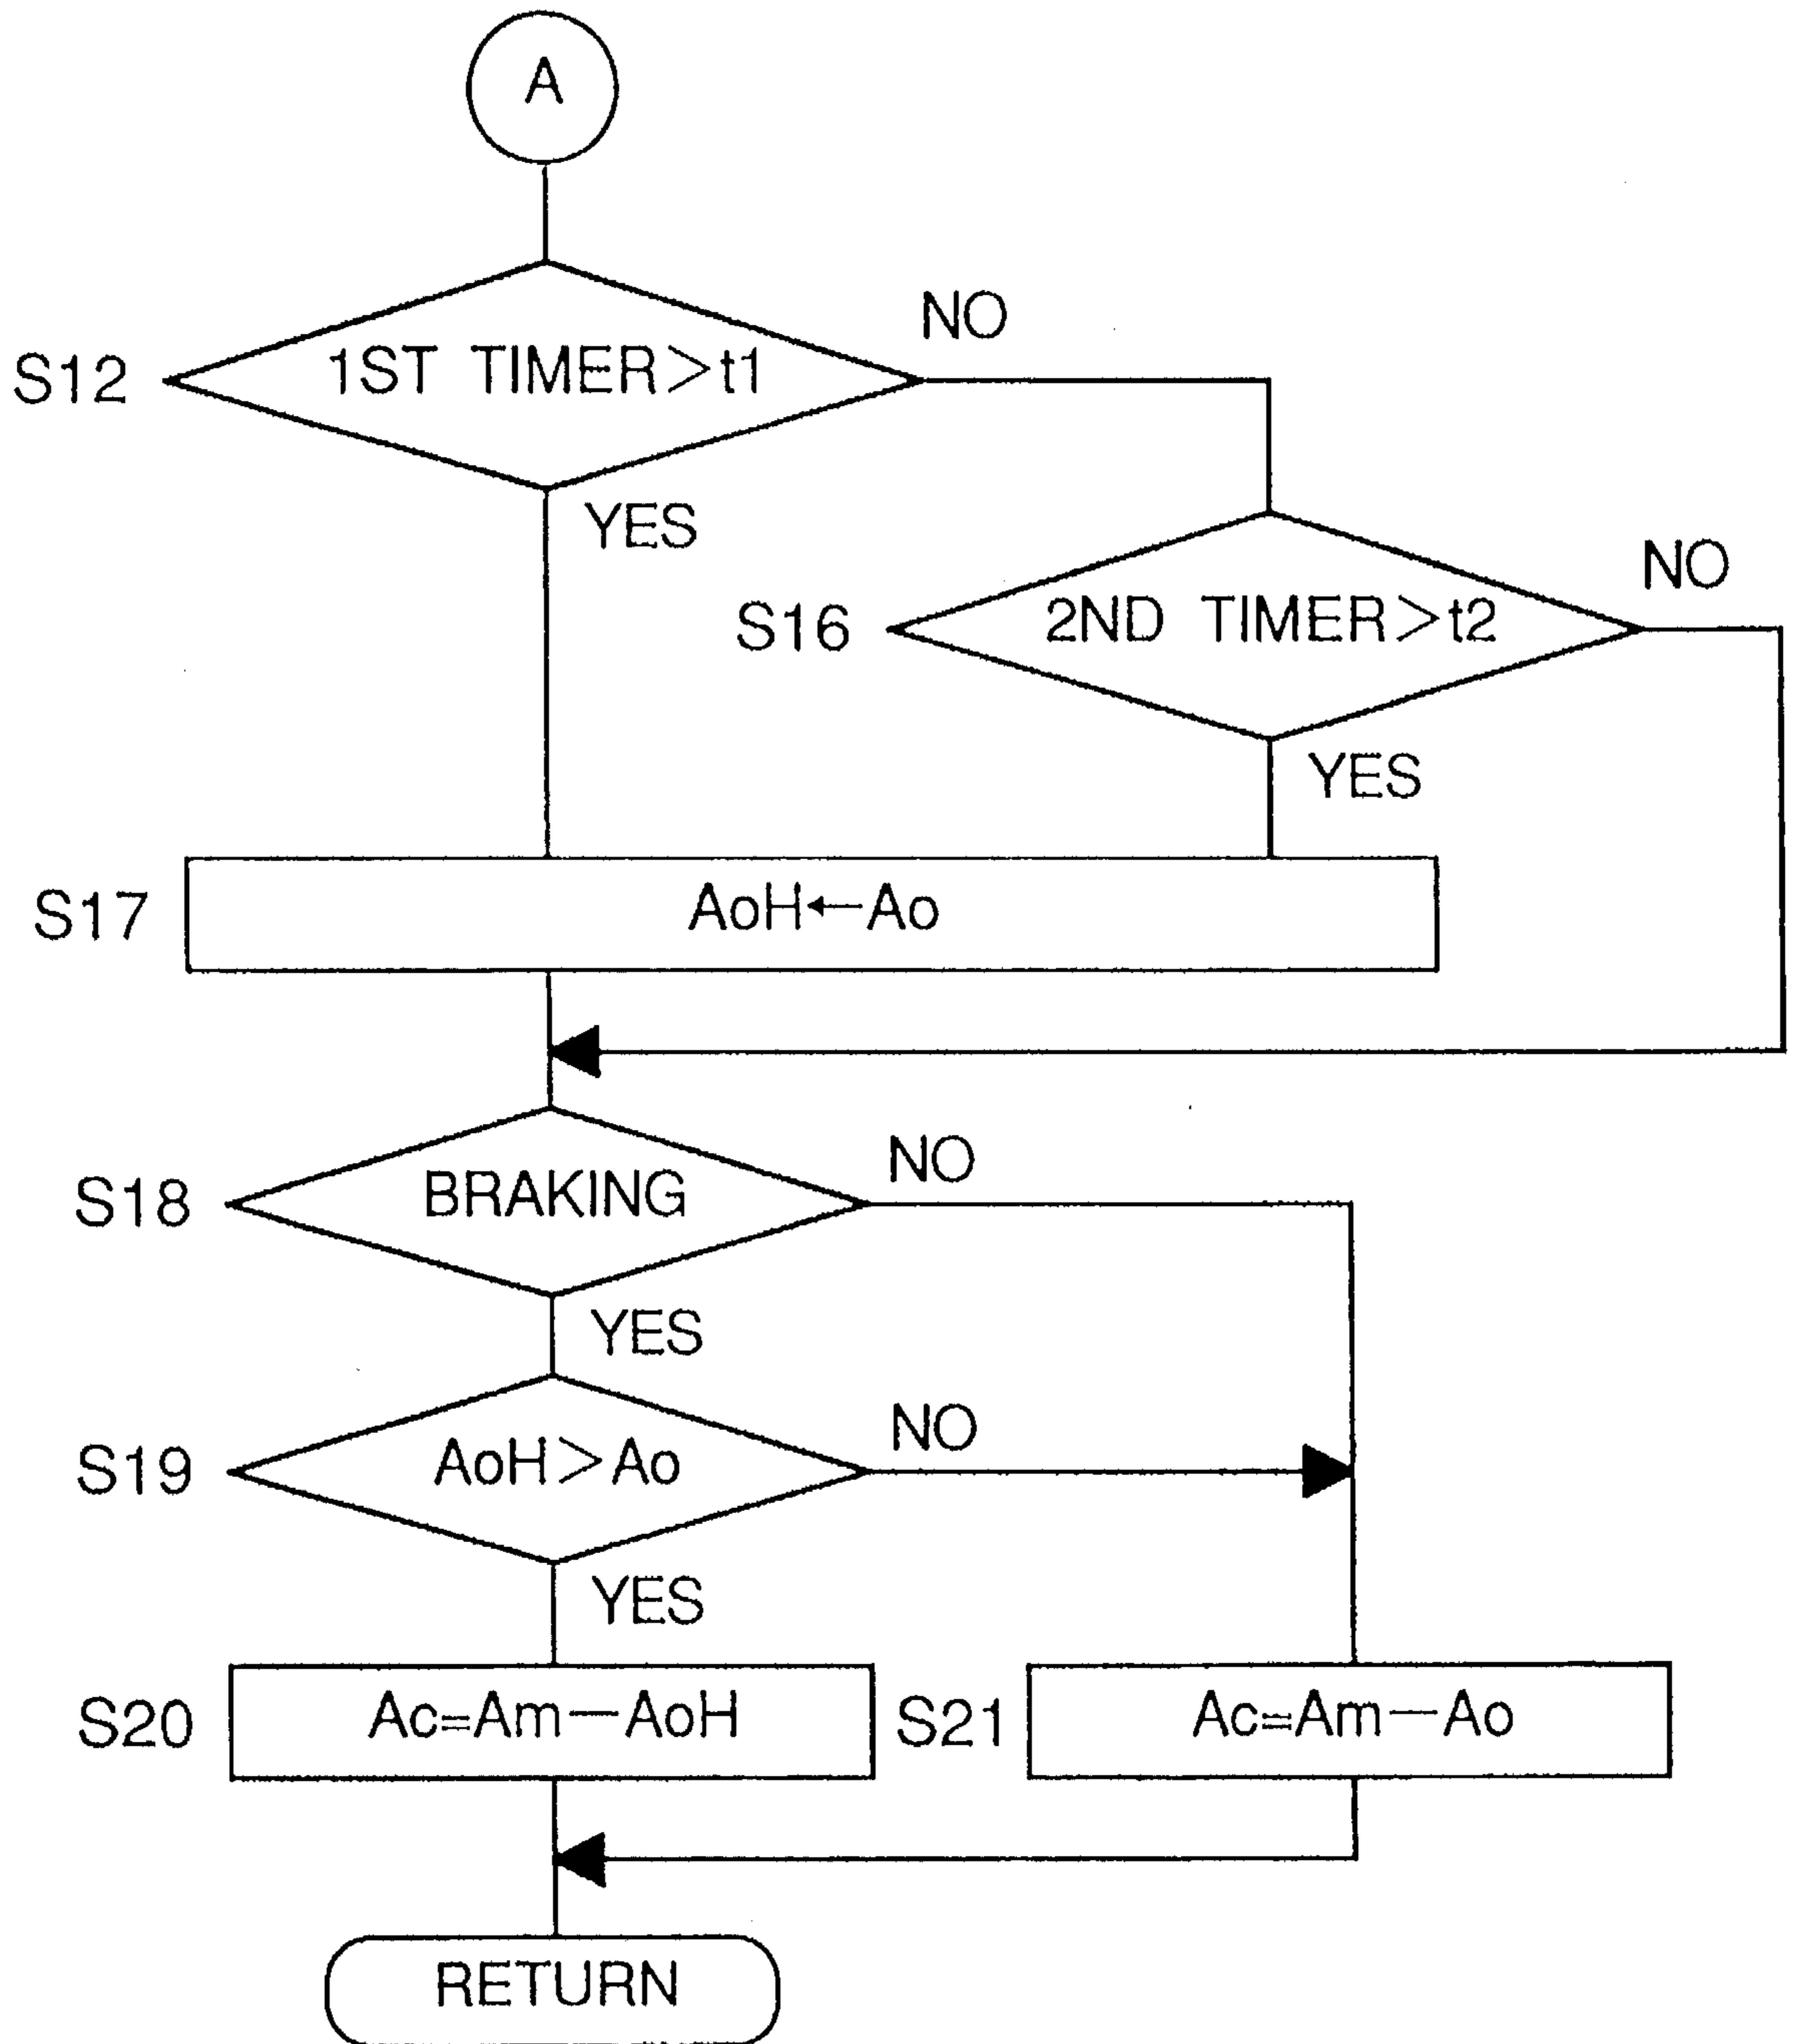 A
NO
S12
1ST TIMER>t1
YES
NO
S16
2ND TIMER>t2
YES
S17
AoH←Ao
NO
S18
BRAKING
YES
NO
S19
AoH>Ao
YES
S20
Ac=Am−AoH
S21
Ac=Am−Ao
RETURN